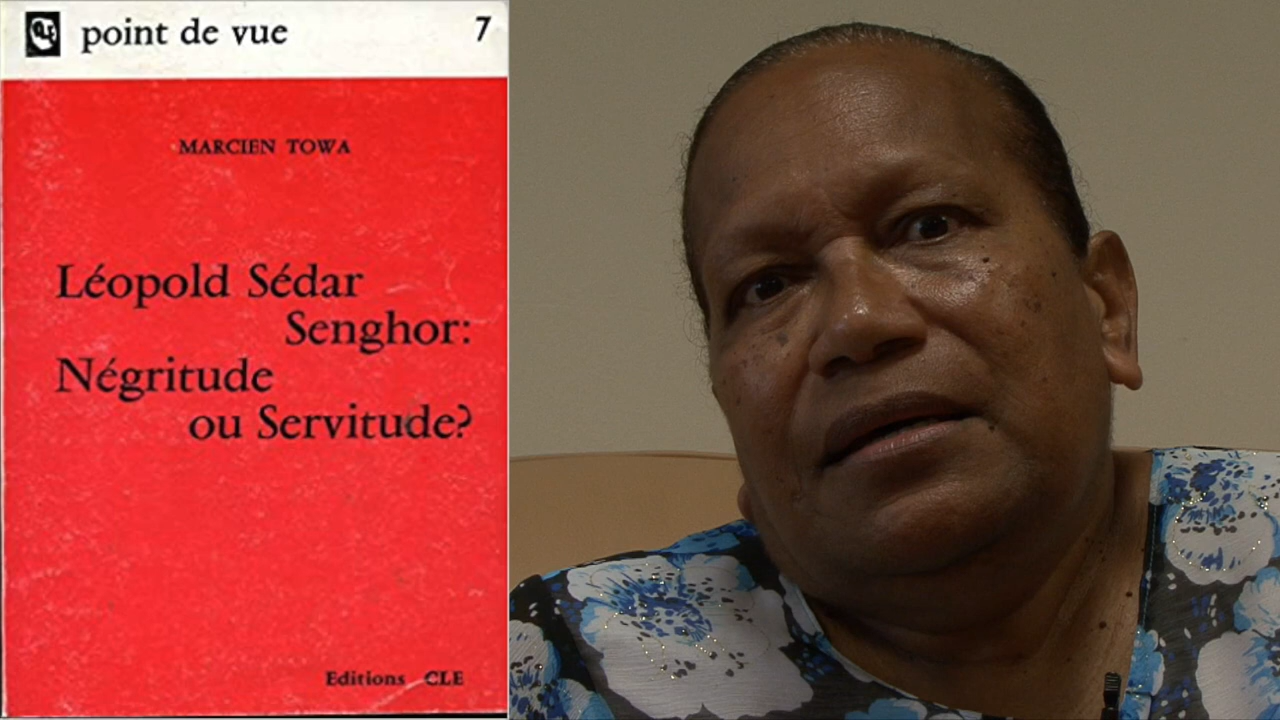 point de vue 7
MARCIEN TOWA
Léopold Sédar
Senghor:
Négritude
ou Servitude?
Editions CLE